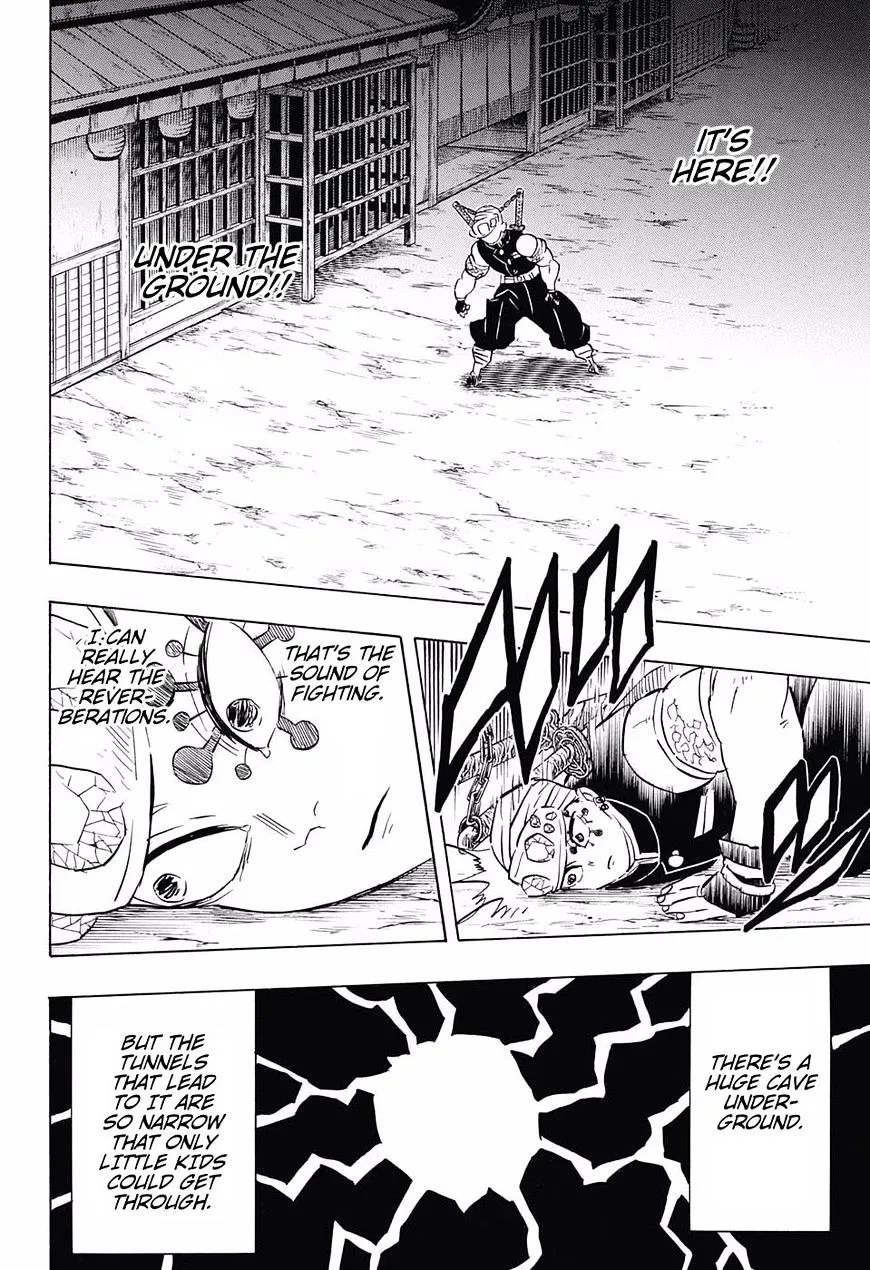 IT'S
HERE!!
UNDER THE
GROUND!!
THAT'S THE
SOUND OF
FIGHTING.
I CAN
REALLY
HEAR THE
REVER-
BERATIONS.
THERE'S A
HUGE CAVE
UNDER-
GROUND.
BUT THE
TUNNELS
THAT LEAD
TO IT ARE
SO NARROW
THAT ONLY
LITTLE KIDS
COULD GET
THROUGH.